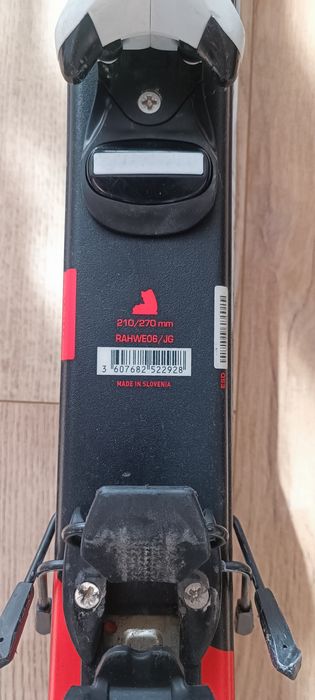 210/270 mm
RAHWE06/JG
3 607682 522928
MADE IN SLOVENIA